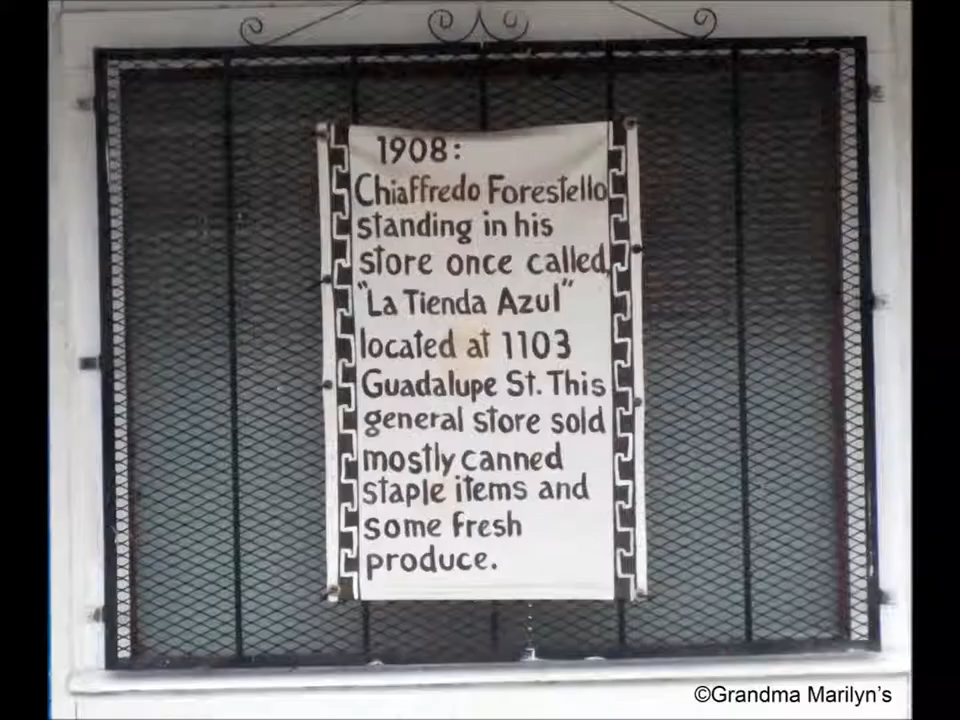 1908:
Chiaffredo Forestello
standing in his
store once called,
"La Tienda Azul"
located at 1103
Guadalupe St. This
general store sold
mostly canned
staple items and
some fresh
produce.
©Grandma Marilyn's